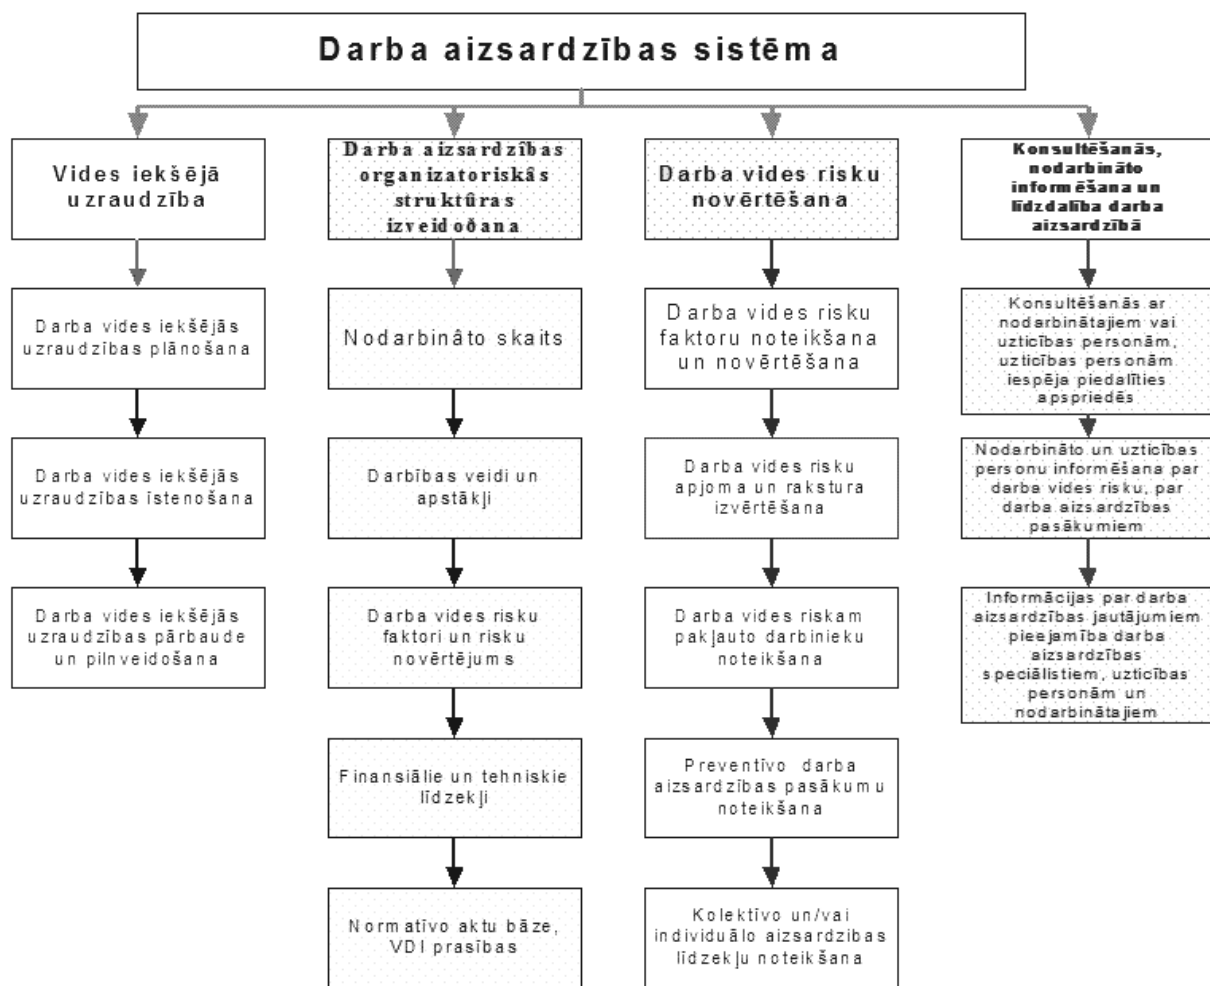 Darba aizsardzības sistēma
Vides iekšējā
uzraudzība
Darba vides iekšējās
uzraudzības plānošana
Darba vides iekšējās
uzraudzības īstenošana
Darba vides iekšējās
uzraudzības pārbaude
un pilnveidošana
Darba aizsardzības
organizatoriskâs
struktûras
izveidoðana
Nodarbināto skaits
Darbības veidi un
apstākļi
Darba vides risku
faktori un risku
novērtējums
Finansiālie un tehniskie
līdzekļi
Normatīvo aktu bāze,
VDI prasības
Darba vides risku
novērtēšana
Darba vides risku
faktoru noteikšana
un novērtēšana
Darba vides risku
apjoma un rakstura
izvērtēšana
Darba vides riskam
pakļauto darbinieku
noteikšana
Preventīvo darba
aizsardzības pasākumu
noteikšana
Kolektīvo un/vai
individuālo aizsardzibas
līdzekļu noteikšana
Konsultēšanās,
nodarbināto
informēšana un
līdzdalība darba
aizsardzībā
Konsultēšanās ar
nodarbinātajiem vai
uzticības personām,
uzticības personām
iespēja piedalīties
apspriedēs
Nodarbināto un uzticības
personu informēšana par
darba vides risku, par
darba aizsardzības
pasākumiem
Informācijas par darba
aizsardzības jautājumiem
pieejamība darba
aizsardzības
speciālistiem, uzticības
personām un
nodarbinātajiem